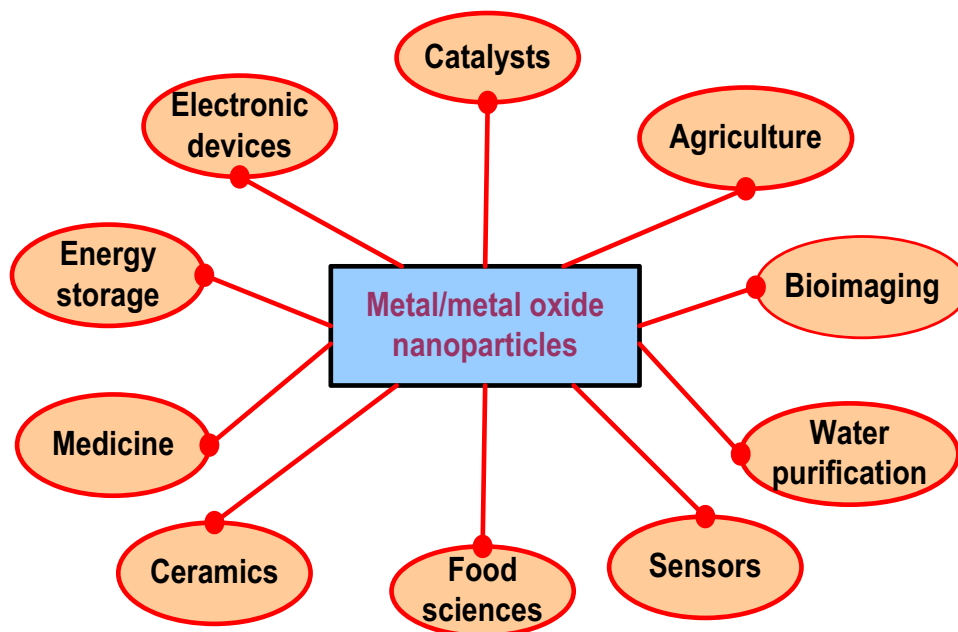 Catalysts
Electronic
devices
Agriculture
Energy
storage
Metal/metal oxide
nanoparticles
Bioimaging
Medicine
Water
purification
Ceramics
Food
sciences
Sensors